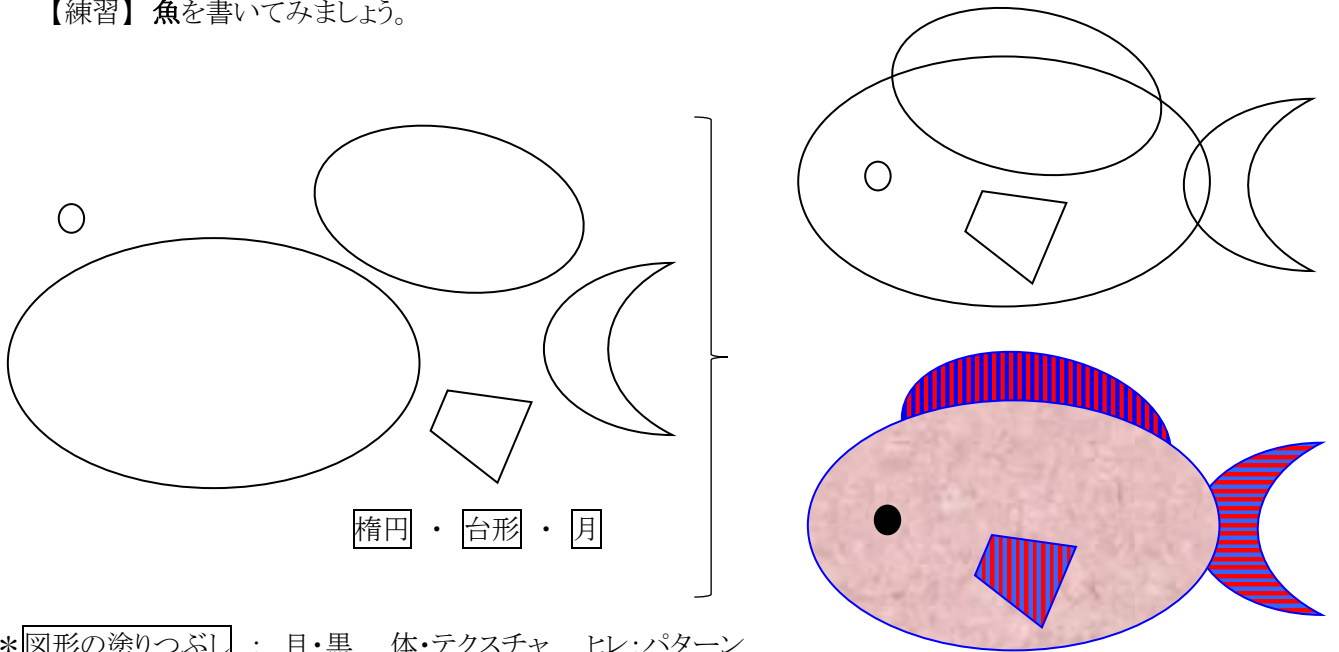 【練習】 魚を書いてみましょう。
楕円 ・ 台形 ・ 月
＊図形の塗りつぶし ： 目・黒 体・テクスチャ ヒレ：パターン